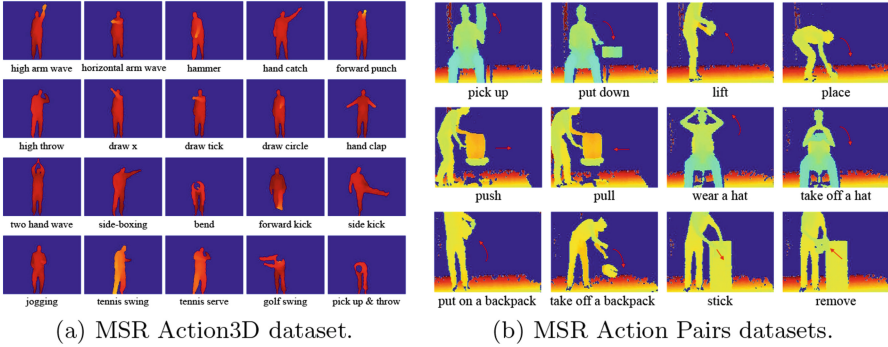 high arm wave horizontal arm wave hammer hand catch forward punch
high throw draw x draw tick draw circle hand clap
two hand wave side-boxing bend forward kick side kick
jogging tennis swing tennis serve golf swing pick up & throw
(a) MSR Action3D dataset.
pick up put down lift place
push pull wear a hat take off a hat
put on a backpack take off a backpack stick remove
(b) MSR Action Pairs datasets.